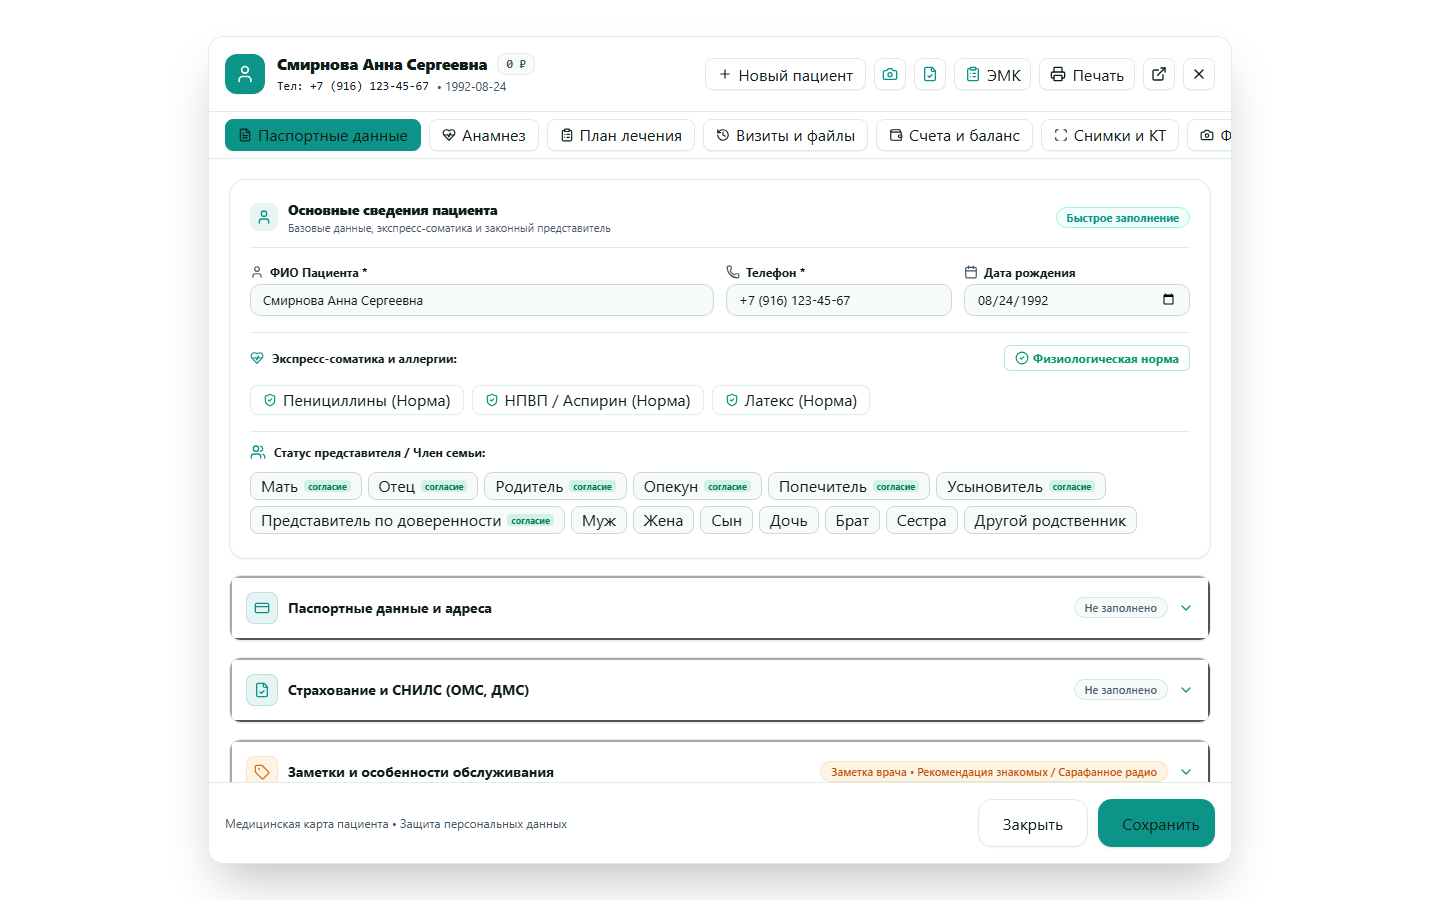 Смирнова Анна Сергеевна 0 ₽
Тел: +7 (916) 123-45-67 • 1992-08-24
Новый пациент
ЭМК
Печать
Паспортные данные
Анамнез
План лечения
Визиты и файлы
Счета и баланс
Снимки и КТ
Ф
Основные сведения пациента
Базовые данные, экспресс-соматика и законный представитель
Быстрое заполнение
ФИО Пациента *
Телефон *
Дата рождения
Смирнова Анна Сергеевна
+7 (916) 123-45-67
08/24/1992
Экспресс-соматика и аллергии:
Физиологическая норма
Пенициллины (Норма)
НПВП / Аспирин (Норма)
Латекс (Норма)
Статус представителя / Член семьи:
Мать согласие
Отец согласие
Родитель согласие
Опекун согласие
Попечитель согласие
Усыновитель согласие
Представитель по доверенности согласие
Муж
Жена
Сын
Дочь
Брат
Сестра
Другой родственник
Паспортные данные и адреса
Не заполнено
Страхование и СНИЛС (ОМС, ДМС)
Не заполнено
Заметки и особенности обслуживания
Заметка врача • Рекомендация знакомых / Сарафанное радио
Медицинская карта пациента • Защита персональных данных
Закрыть
Сохранить